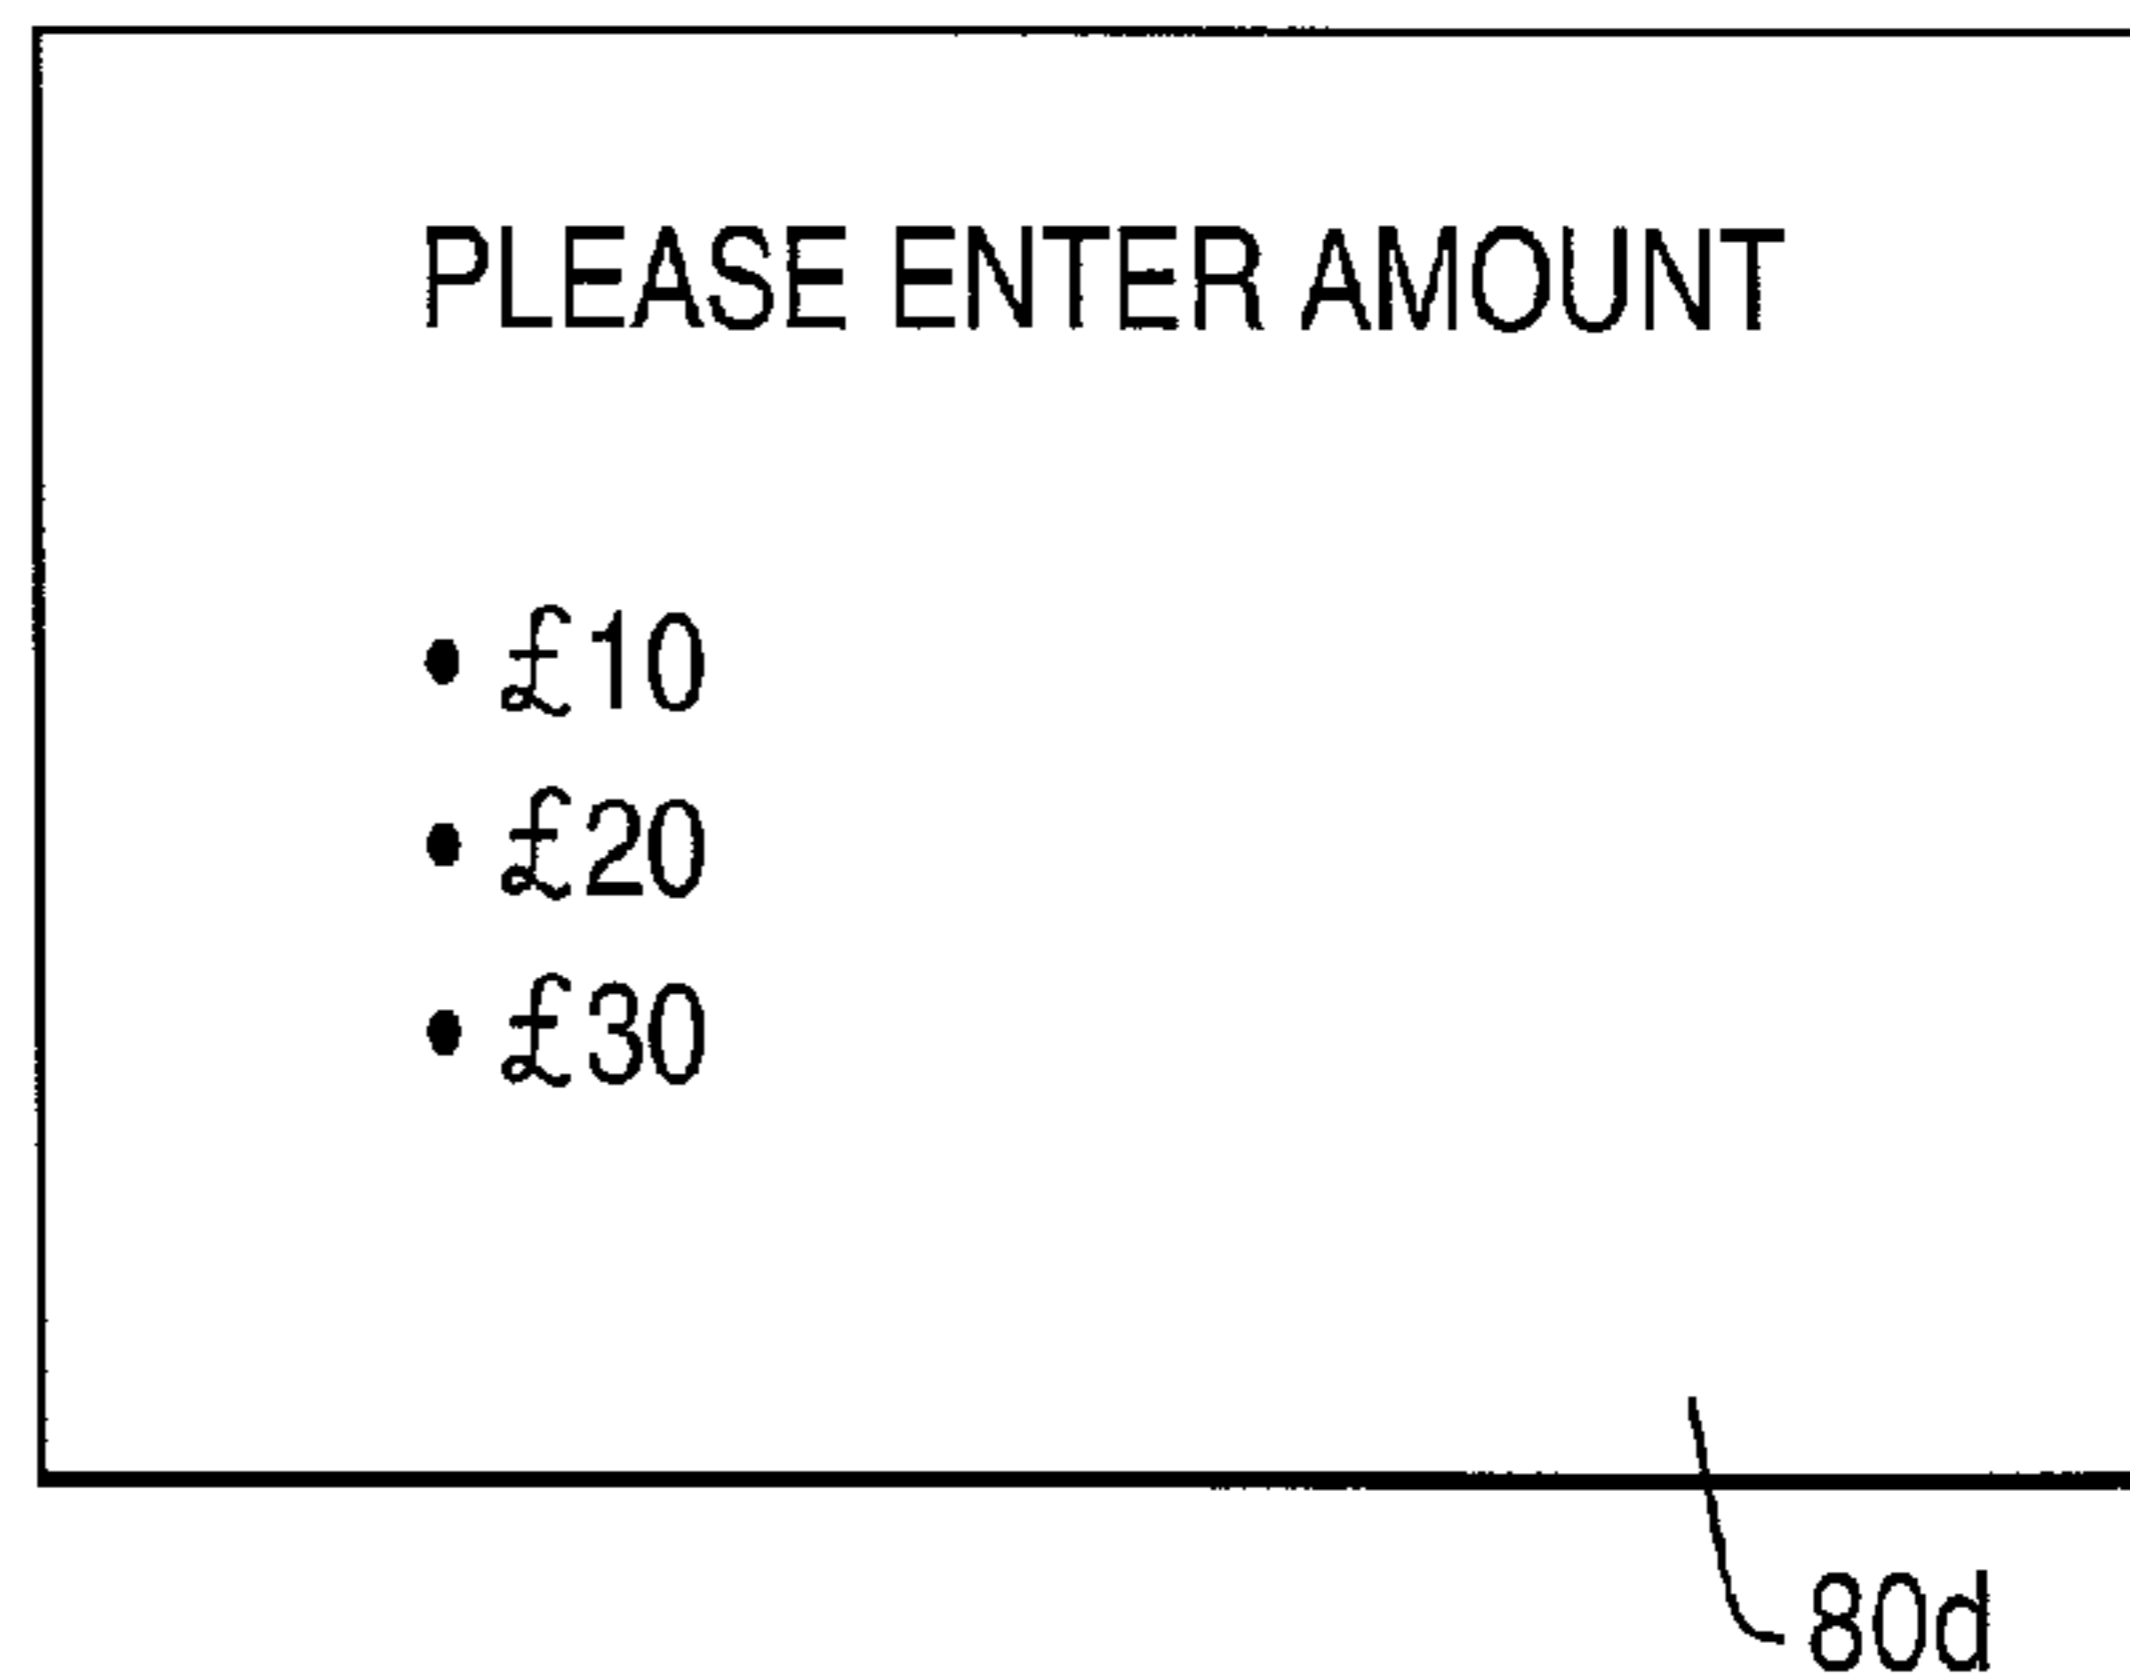 PLEASE ENTER AMOUNT
• £10
• £20
• £30
80d